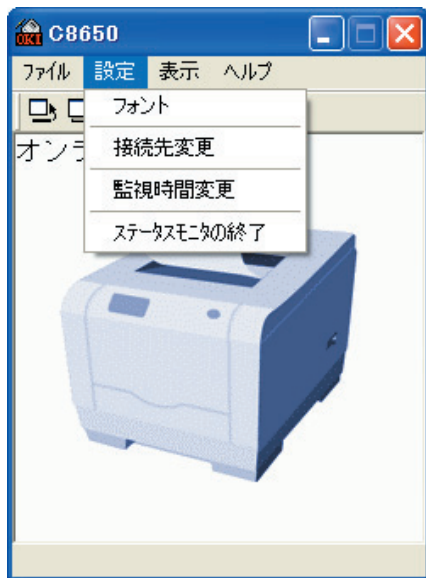 OKI C8650
ファイル 設定 表示 ヘルプ
フォント
オンラ
接続先変更
監視時間変更
ステータスモニタの終了